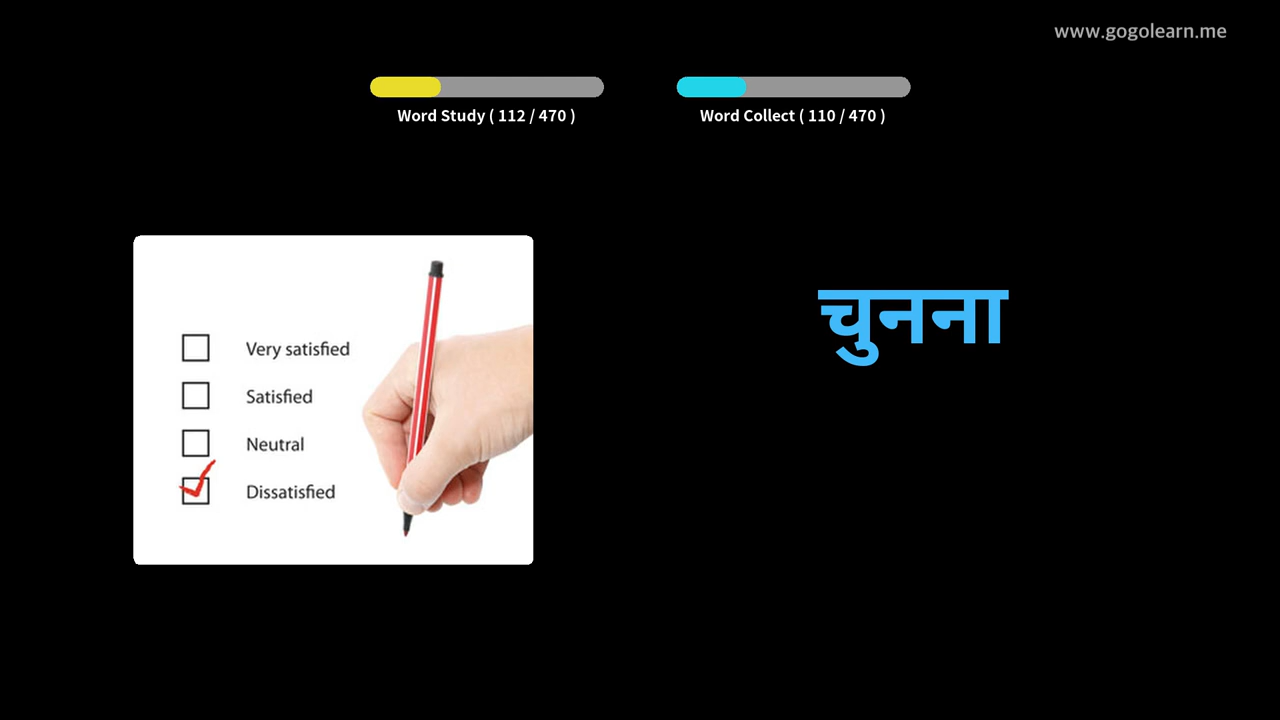 www.gogolearn.me
Word Study ( 112 / 470 )
Word Collect ( 110 / 470 )
Very satisfied
Satisfied
Neutral
Dissatisfied
चुनना